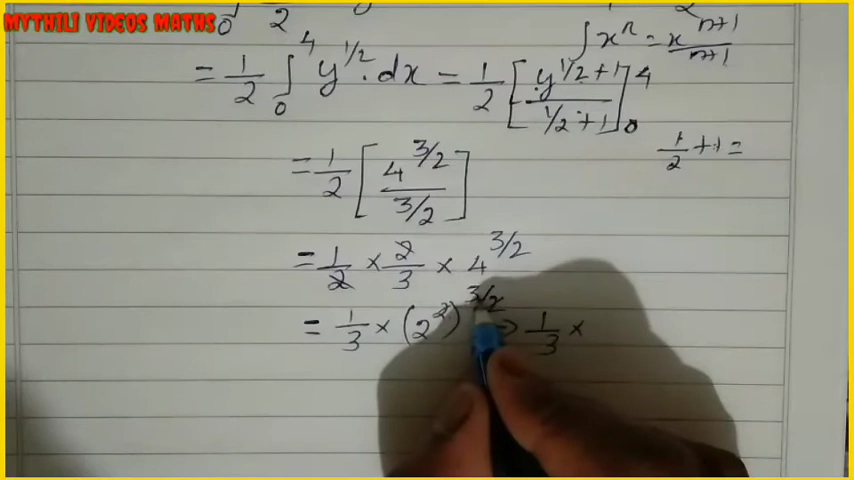 MYTHILI VIDEOS MATHS
0 2
∫xⁿ = x^(n+1)/(n+1)
= 1/2 ∫₀⁴ y^(1/2) . dx = 1/2 [y^(1/2+1)/(1/2+1)]₀⁴
1/2 + 1 =
= 1/2 [4^(3/2)/(3/2)]
= 1/2 × 2/3 × 4^(3/2)
= 1/3 × (2²)^(3/2) ⇒ 1/3 ×